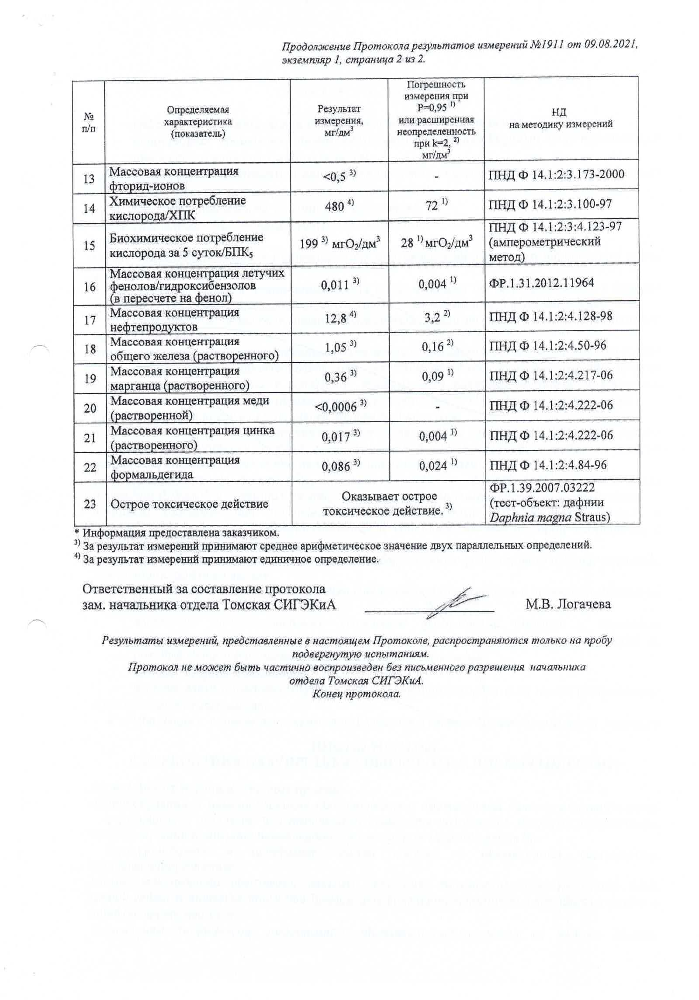 Продолжение Протокола результатов измерений №1911 от 09.08.2021,
экземпляр 1, страница 2 из 2.
№
п/п
Определяемая
характеристика
(показатель)
Результат
измерения,
мг/дм³
Погрешность
измерения при
P=0,95 ¹⁾
или расширенная
неопределенность
при k=2, ²⁾
мг/дм³
НД
на методику измерений
13
Массовая концентрация
фторид-ионов
<0,5 ³⁾
-
ПНД Ф 14.1:2:3.173-2000
14
Химическое потребление
кислорода/ХПК
480 ⁴⁾
72 ¹⁾
ПНД Ф 14.1:2:3.100-97
15
Биохимическое потребление
кислорода за 5 суток/БПК₅
199 ³⁾ мгО₂/дм³
28 ¹⁾ мгО₂/дм³
ПНД Ф 14.1:2:3:4.123-97
(амперометрический
метод)
16
Массовая концентрация летучих
фенолов/гидроксибензолов
(в пересчете на фенол)
0,011 ³⁾
0,004 ¹⁾
ФР.1.31.2012.11964
17
Массовая концентрация
нефтепродуктов
12,8 ⁴⁾
3,2 ²⁾
ПНД Ф 14.1:2:4.128-98
18
Массовая концентрация
общего железа (растворенного)
1,05 ³⁾
0,16 ²⁾
ПНД Ф 14.1:2:4.50-96
19
Массовая концентрация
марганца (растворенного)
0,36 ³⁾
0,09 ¹⁾
ПНД Ф 14.1:2:4.217-06
20
Массовая концентрация меди
(растворенной)
<0,0006 ³⁾
-
ПНД Ф 14.1:2:4.222-06
21
Массовая концентрация цинка
(растворенного)
0,017 ³⁾
0,004 ¹⁾
ПНД Ф 14.1:2:4.222-06
22
Массовая концентрация
формальдегида
0,086 ³⁾
0,024 ¹⁾
ПНД Ф 14.1:2:4.84-96
23
Острое токсическое действие
Оказывает острое
токсическое действие. ³⁾
ФР.1.39.2007.03222
(тест-объект: дафнии
Daphnia magna Straus)
* Информация предоставлена заказчиком.
³⁾ За результат измерений принимают среднее арифметическое значение двух параллельных определений.
⁴⁾ За результат измерений принимают единичное определение.
Ответственный за составление протокола
зам. начальника отдела Томская СИГЭКиА
М.В. Логачева
Результаты измерений, представленные в настоящем Протоколе, распространяются только на пробу
подвергнутую испытаниям.
Протокол не может быть частично воспроизведен без письменного разрешения начальника
отдела Томская СИГЭКиА.
Конец протокола.